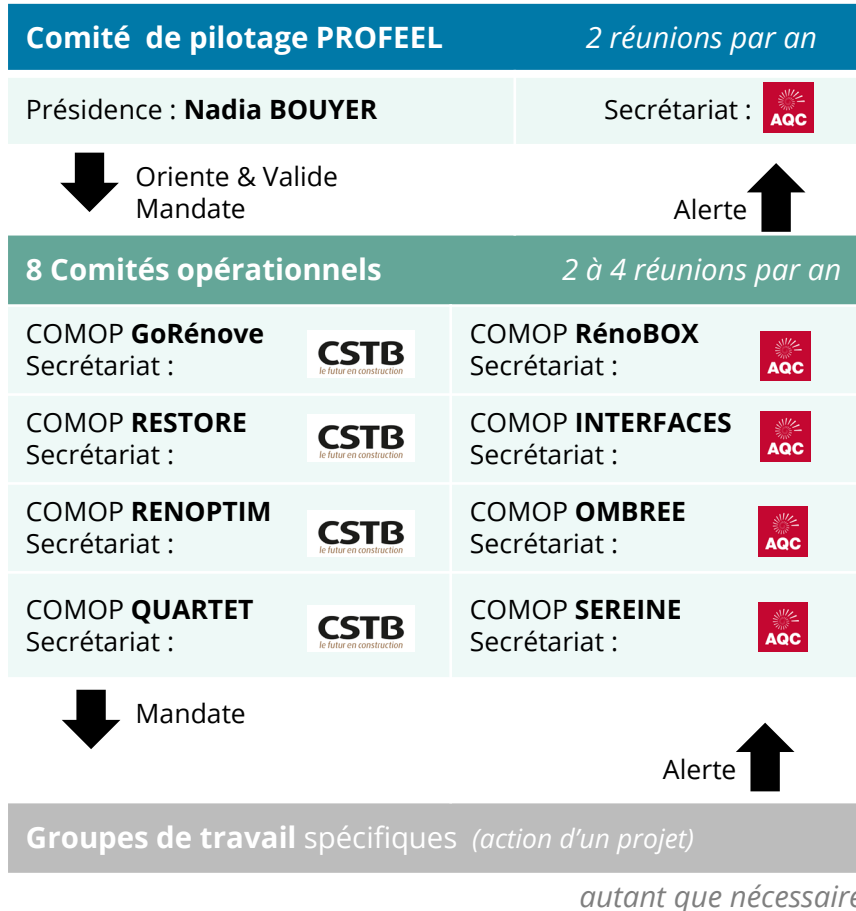 Comité de pilotage PROFEEL 2 réunions par an
Présidence : Nadia BOUYER Secrétariat : AQC
Oriente & Valide
Mandate
Alerte
8 Comités opérationnels 2 à 4 réunions par an
COMOP GoRénove
Secrétariat : CSTB
le futur en construction
COMOP RénoBOX
Secrétariat : AQC
COMOP RESTORE
Secrétariat : CSTB
le futur en construction
COMOP INTERFACES
Secrétariat : AQC
COMOP RENOPTIM
Secrétariat : CSTB
le futur en construction
COMOP OMBREE
Secrétariat : AQC
COMOP QUARTET
Secrétariat : CSTB
le futur en construction
COMOP SEREINE
Secrétariat : AQC
Mandate
Alerte
Groupes de travail spécifiques (action d’un projet)
autant que nécessaire